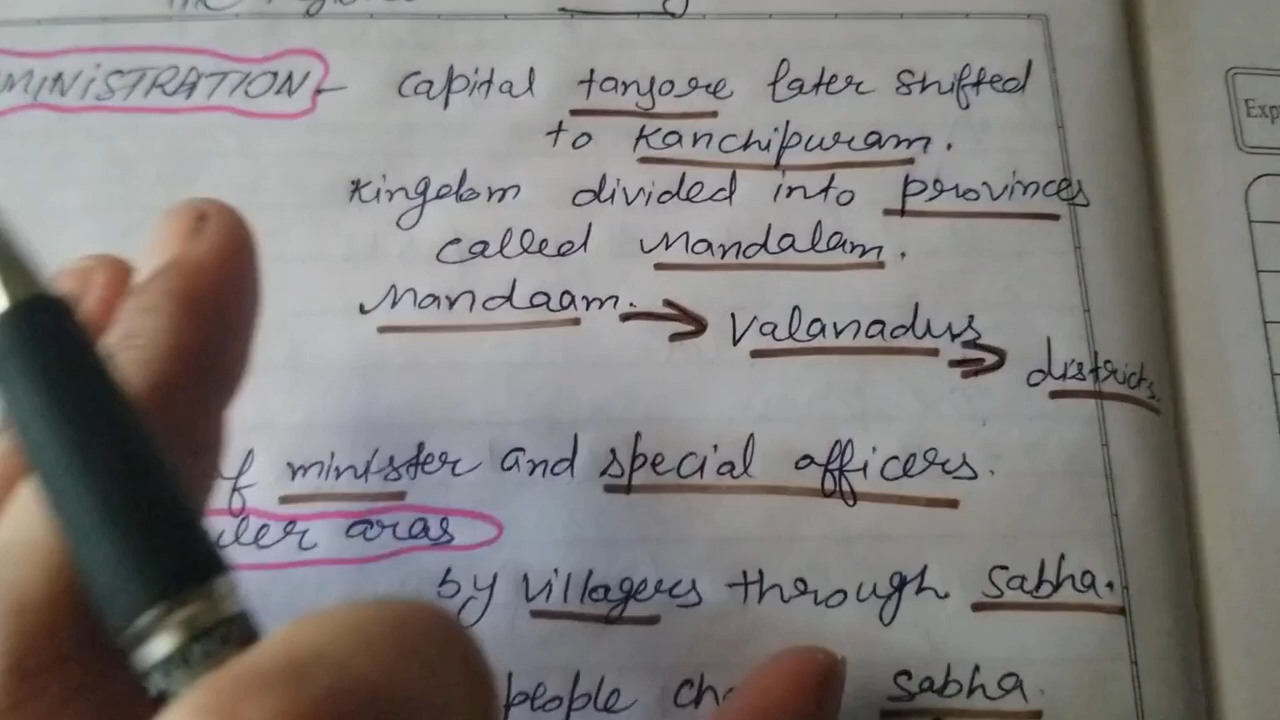 MINISTRATION - Capital tanjore later shifted
to Kanchipuram.
Kingdom divided into provinces
called Mandalam.
Mandaam. → Valanadus → districts.
f minister and special officers.
uler aras
by villagers through sabha.
people ch sabha.
Exp